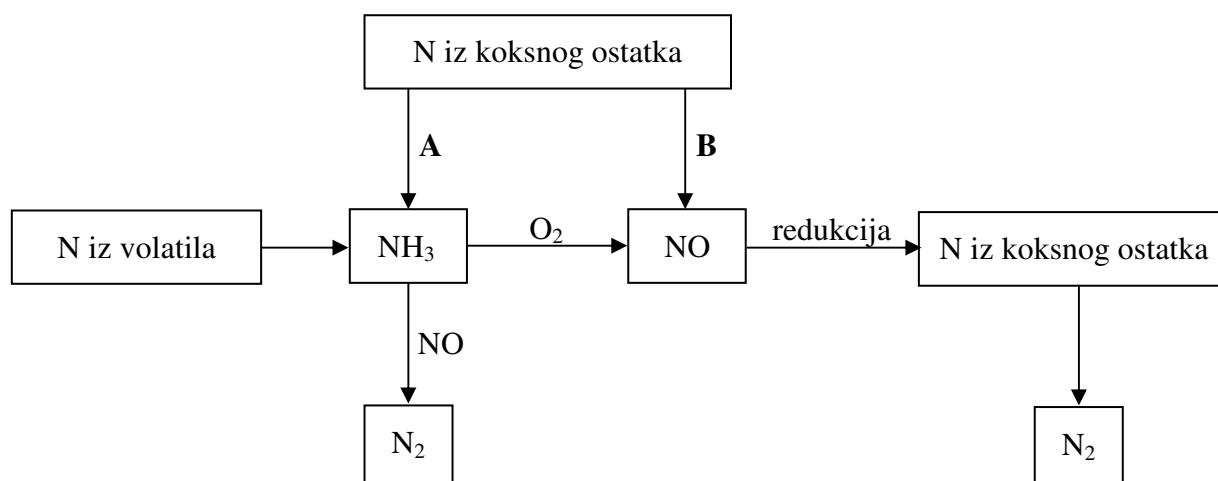 N iz koksnog ostatka
A
B
N iz volatila
NH₃
O₂
NO
redukcija
N iz koksnog ostatka
NO
N₂
N₂